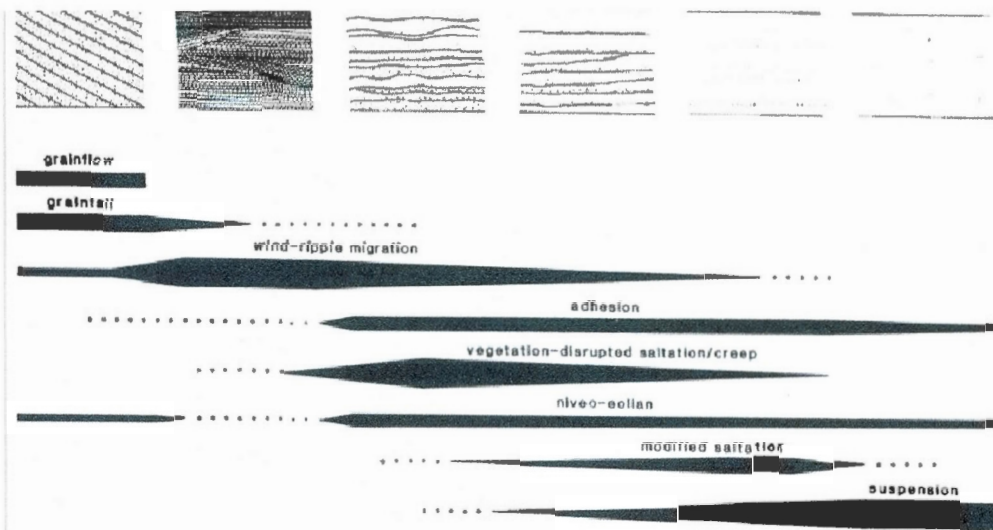 grainflow
grainfall
wind-ripple migration
adhesion
vegetation-disrupted saltation/creep
niveo-eolian
modified saltation
suspension